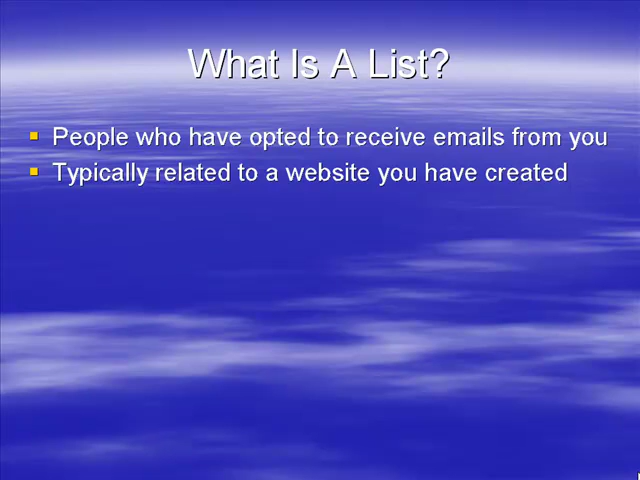 What Is A List?
People who have opted to receive emails from you
Typically related to a website you have created